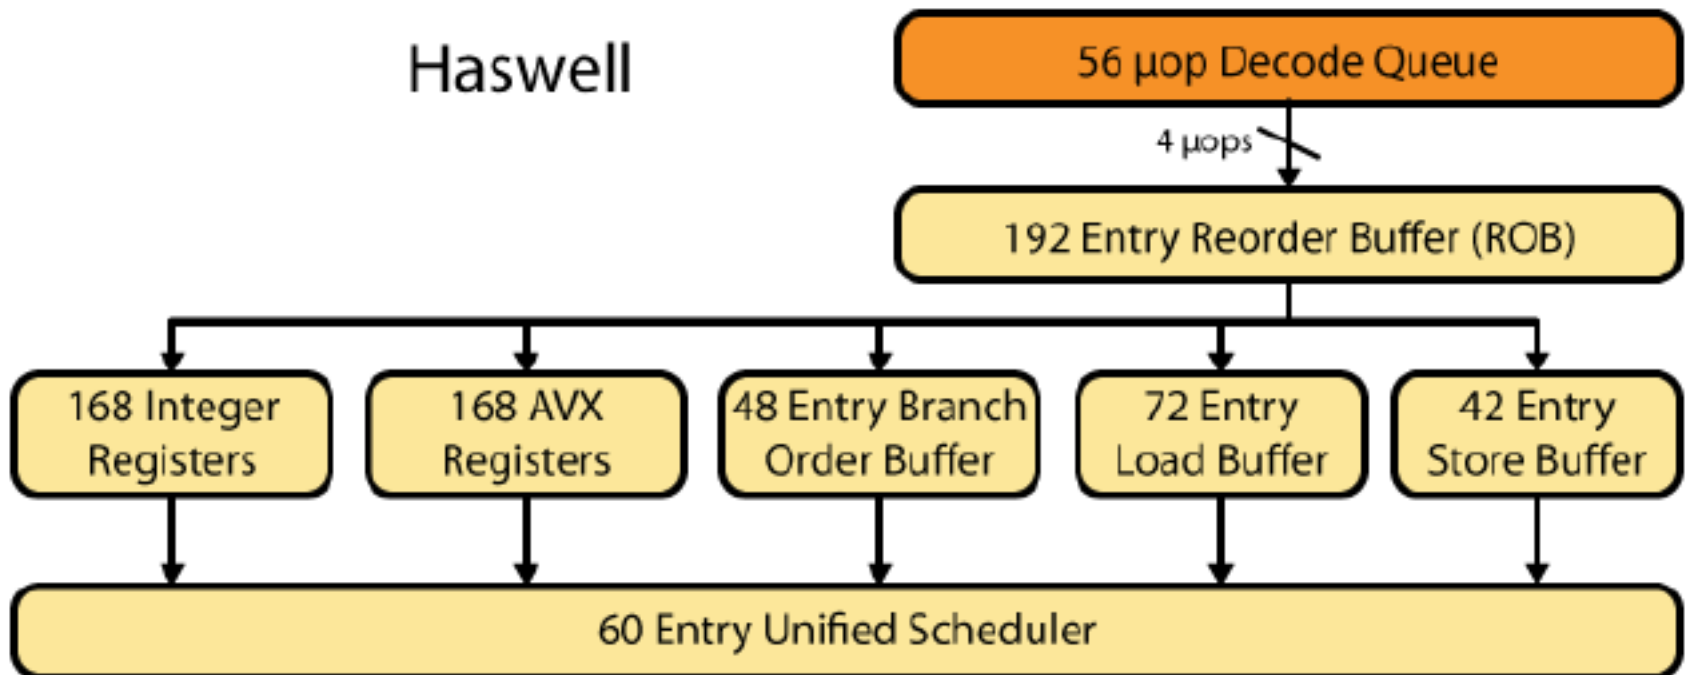 Haswell
56 μop Decode Queue
4 μops
192 Entry Reorder Buffer (ROB)
168 Integer
Registers
168 AVX
Registers
48 Entry Branch
Order Buffer
72 Entry
Load Buffer
42 Entry
Store Buffer
60 Entry Unified Scheduler